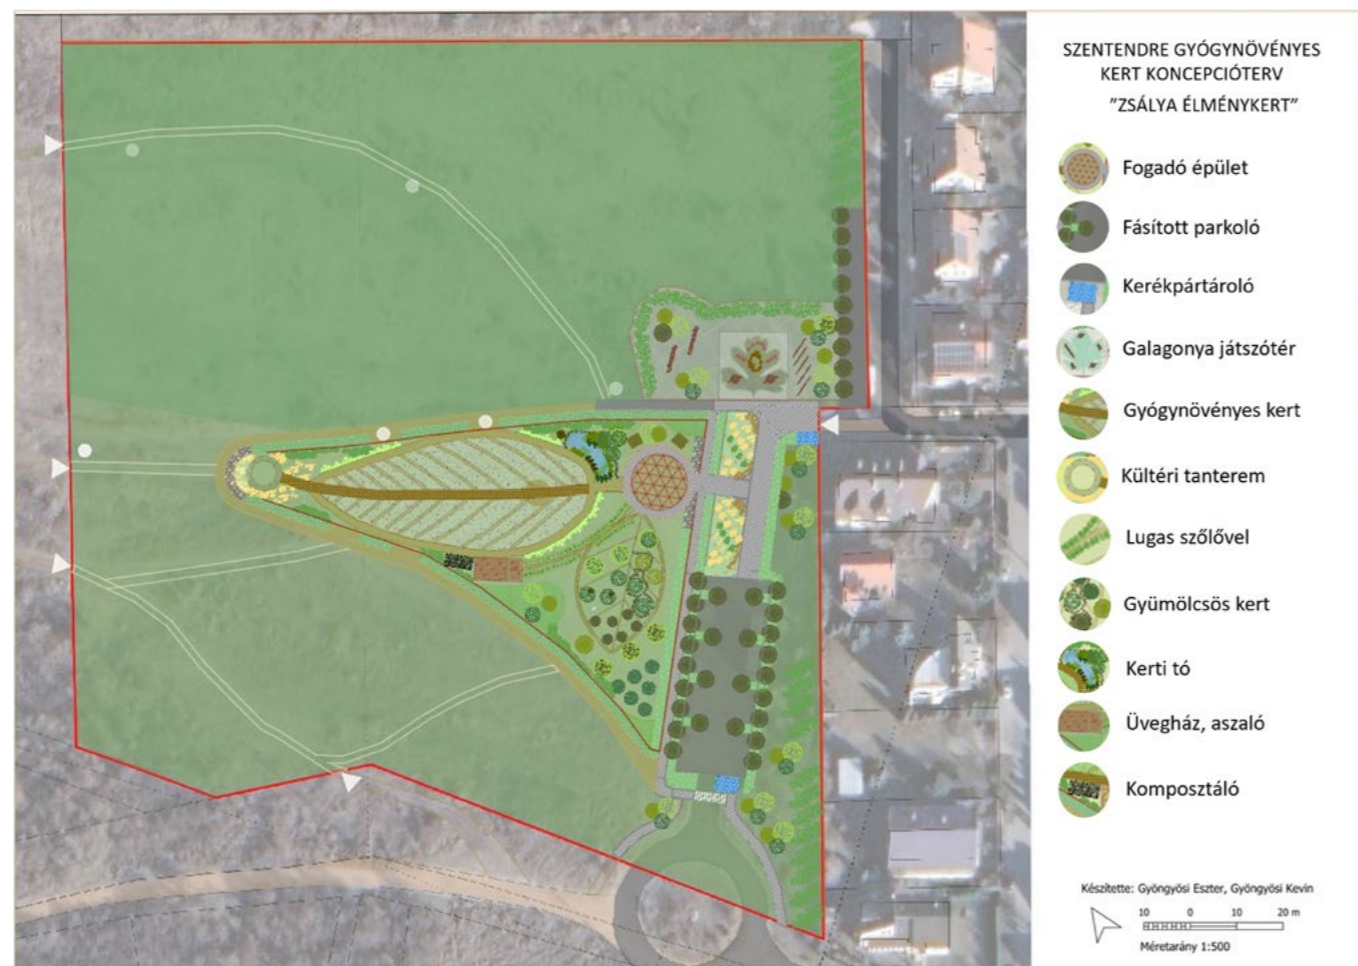 SZENTENDRE GYÓGYNÖVÉNYES
KERT KONCEPCIÓTERV
”ZSÁLYA ÉLMÉNYKERT”
Fogadó épület
Fásított parkoló
Kerékpártároló
Galagonya játszótér
Gyógynövényes kert
Kültéri tanterem
Lugas szőlővel
Gyümölcsös kert
Kerti tó
Üvegház, aszaló
Komposztáló
Készítette: Gyöngyösi Eszter, Gyöngyösi Kevin
10 0 10 20 m
Méretarány 1:500